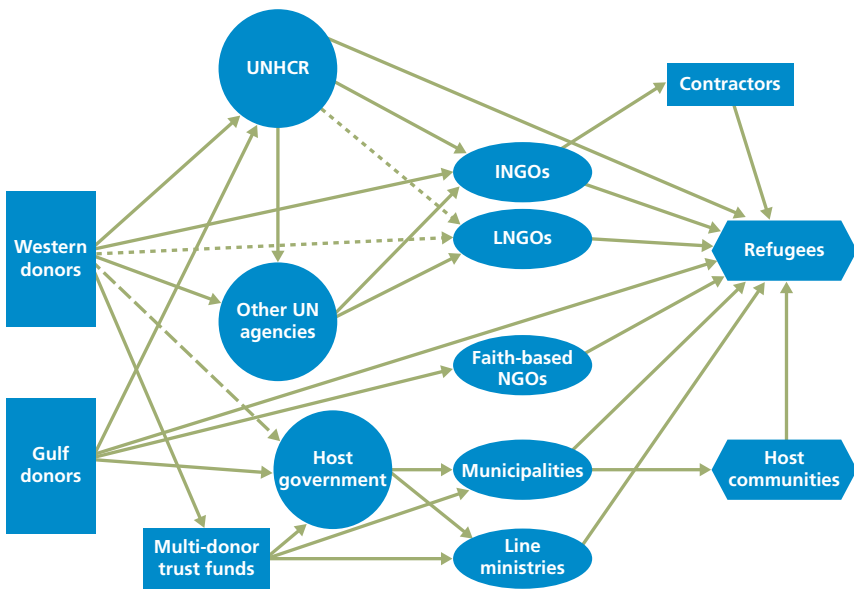 UNHCR
Contractors
INGOs
Western
donors
LNGOs
Refugees
Other UN
agencies
Faith-based
NGOs
Gulf
donors
Host
government
Municipalities
Host
communities
Multi-donor
trust funds
Line
ministries